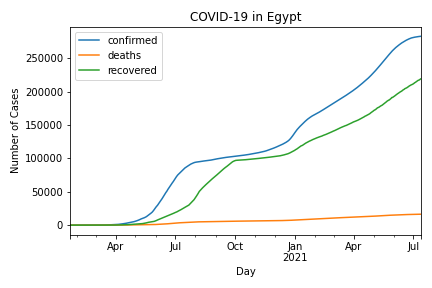 COVID-19 in Egypt
confirmed
deaths
recovered
Number of Cases
250000
200000
150000
100000
50000
0
Apr Jul Oct Jan Apr Jul
2021
Day